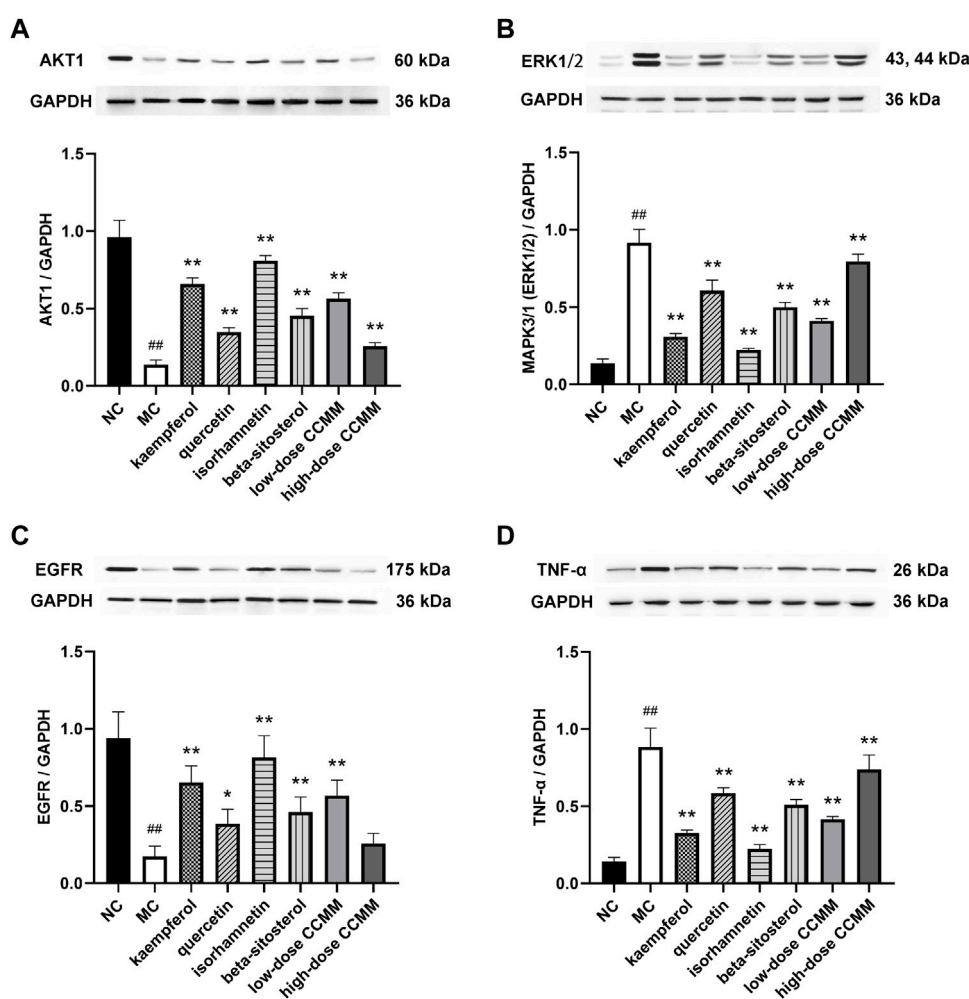 A
AKT1 60 kDa
GAPDH 36 kDa
AKT1 / GAPDH
1.5
1.0
0.5
0.0
##
**
**
**
**
**
**
NC
MC
kaempferol
quercetin
isorhamnetin
beta-sitosterol
low-dose CCMM
high-dose CCMM
B
ERK1/2 43, 44 kDa
GAPDH 36 kDa
MAPK3/1 (ERK1/2) / GAPDH
1.5
1.0
0.5
0.0
##
**
**
**
**
**
**
NC
MC
kaempferol
quercetin
isorhamnetin
beta-sitosterol
low-dose CCMM
high-dose CCMM
C
EGFR 175 kDa
GAPDH 36 kDa
EGFR / GAPDH
1.5
1.0
0.5
0.0
##
**
*
**
**
**
NC
MC
kaempferol
quercetin
isorhamnetin
beta-sitosterol
low-dose CCMM
high-dose CCMM
D
TNF-α 26 kDa
GAPDH 36 kDa
TNF-α / GAPDH
1.5
1.0
0.5
0.0
##
**
**
**
**
**
**
NC
MC
kaempferol
quercetin
isorhamnetin
beta-sitosterol
low-dose CCMM
high-dose CCMM